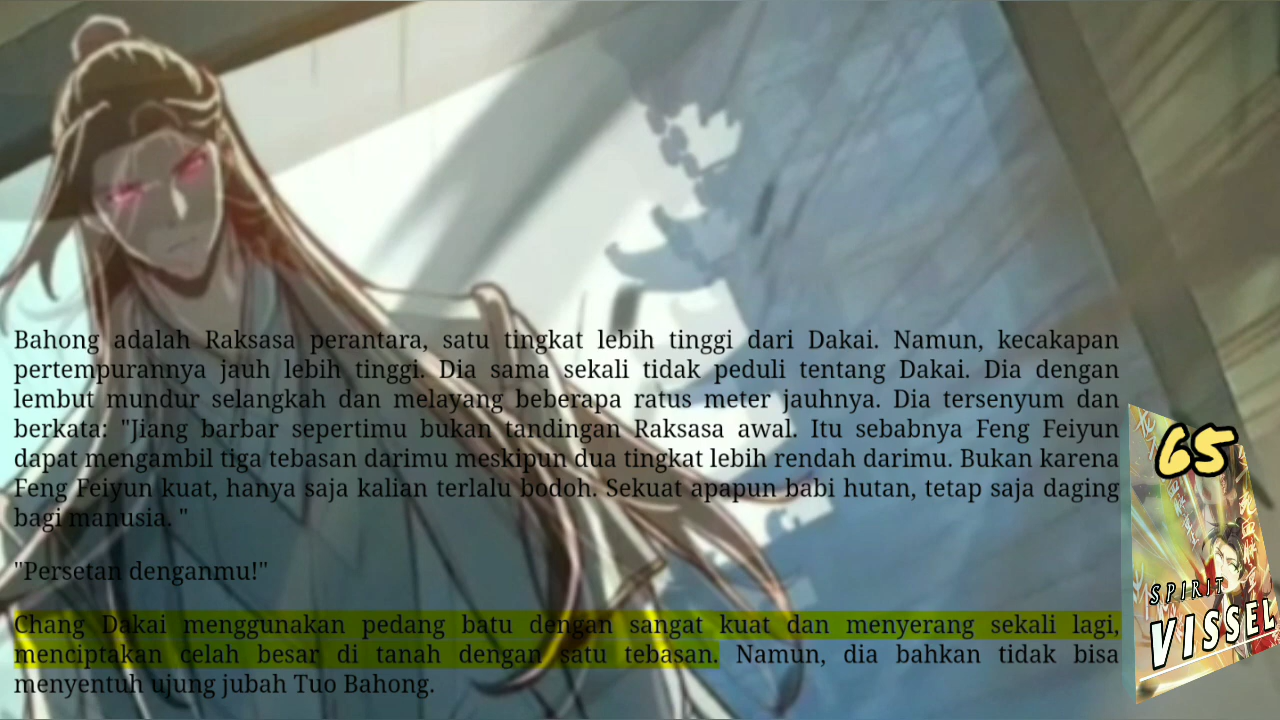 Bahong adalah Raksasa perantara, satu tingkat lebih tinggi dari Dakai. Namun, kecakapan
pertempurannya jauh lebih tinggi. Dia sama sekali tidak peduli tentang Dakai. Dia dengan
lembut mundur selangkah dan melayang beberapa ratus meter jauhnya. Dia tersenyum dan
berkata: "Jiang barbar sepertimu bukan tandingan Raksasa awal. Itu sebabnya Feng Feiyun
dapat mengambil tiga tebasan darimu meskipun dua tingkat lebih rendah darimu. Bukan karena
Feng Feiyun kuat, hanya saja kalian terlalu bodoh. Sekuat apapun babi hutan, tetap saja daging
bagi manusia. "
"Persetan denganmu!"
Chang Dakai menggunakan pedang batu dengan sangat kuat dan menyerang sekali lagi,
menciptakan celah besar di tanah dengan satu tebasan. Namun, dia bahkan tidak bisa
menyentuh ujung jubah Tuo Bahong.
65
SPIRIT
VISSEL